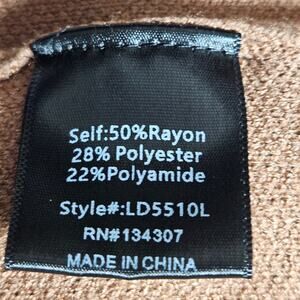 Self:50%Rayon
28% Polyester
22%Polyamide
Style#:LD5510L
RN#134307
MADE IN CHINA